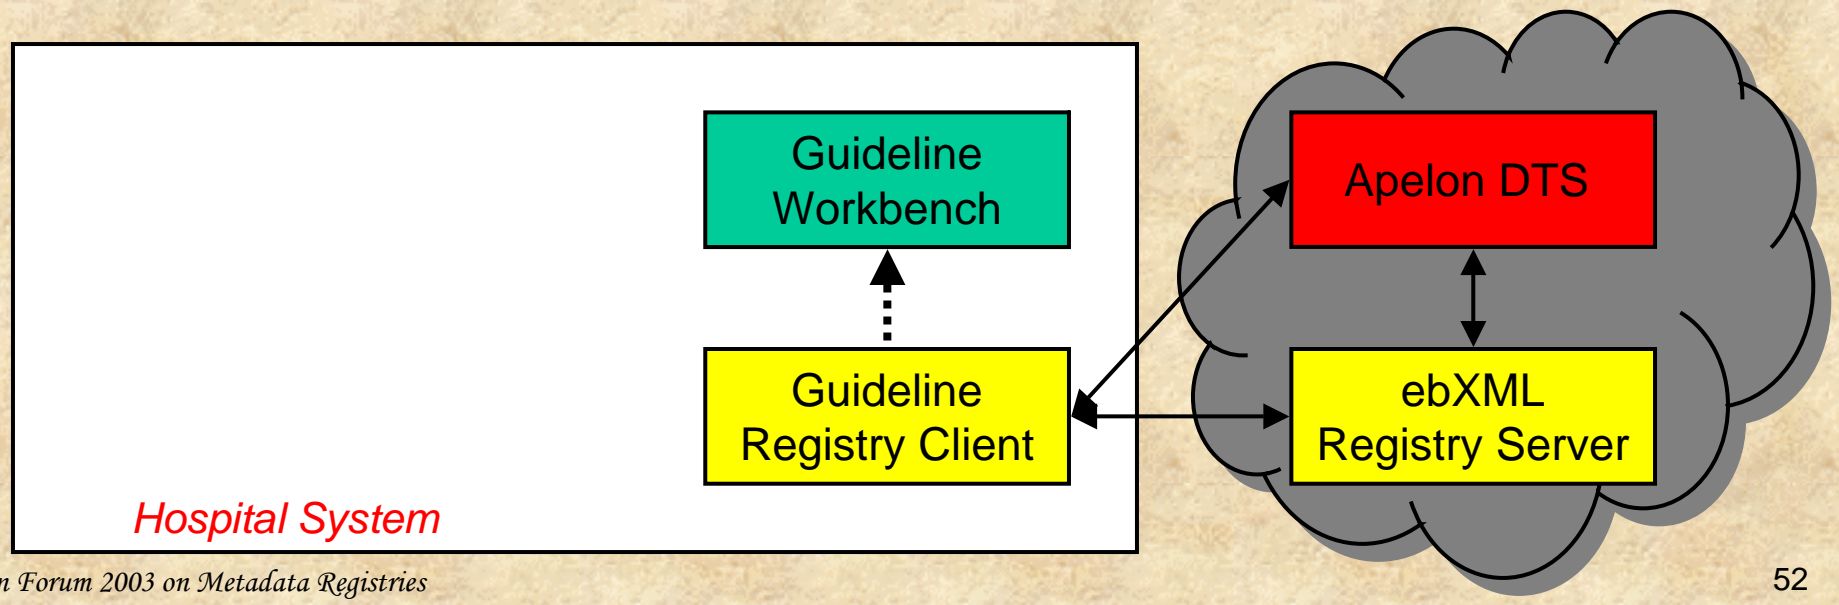 Guideline
Workbench
Apelon DTS
Guideline
Registry Client
ebXML
Registry Server
Hospital System
Forum 2003 on Metadata Registries
52